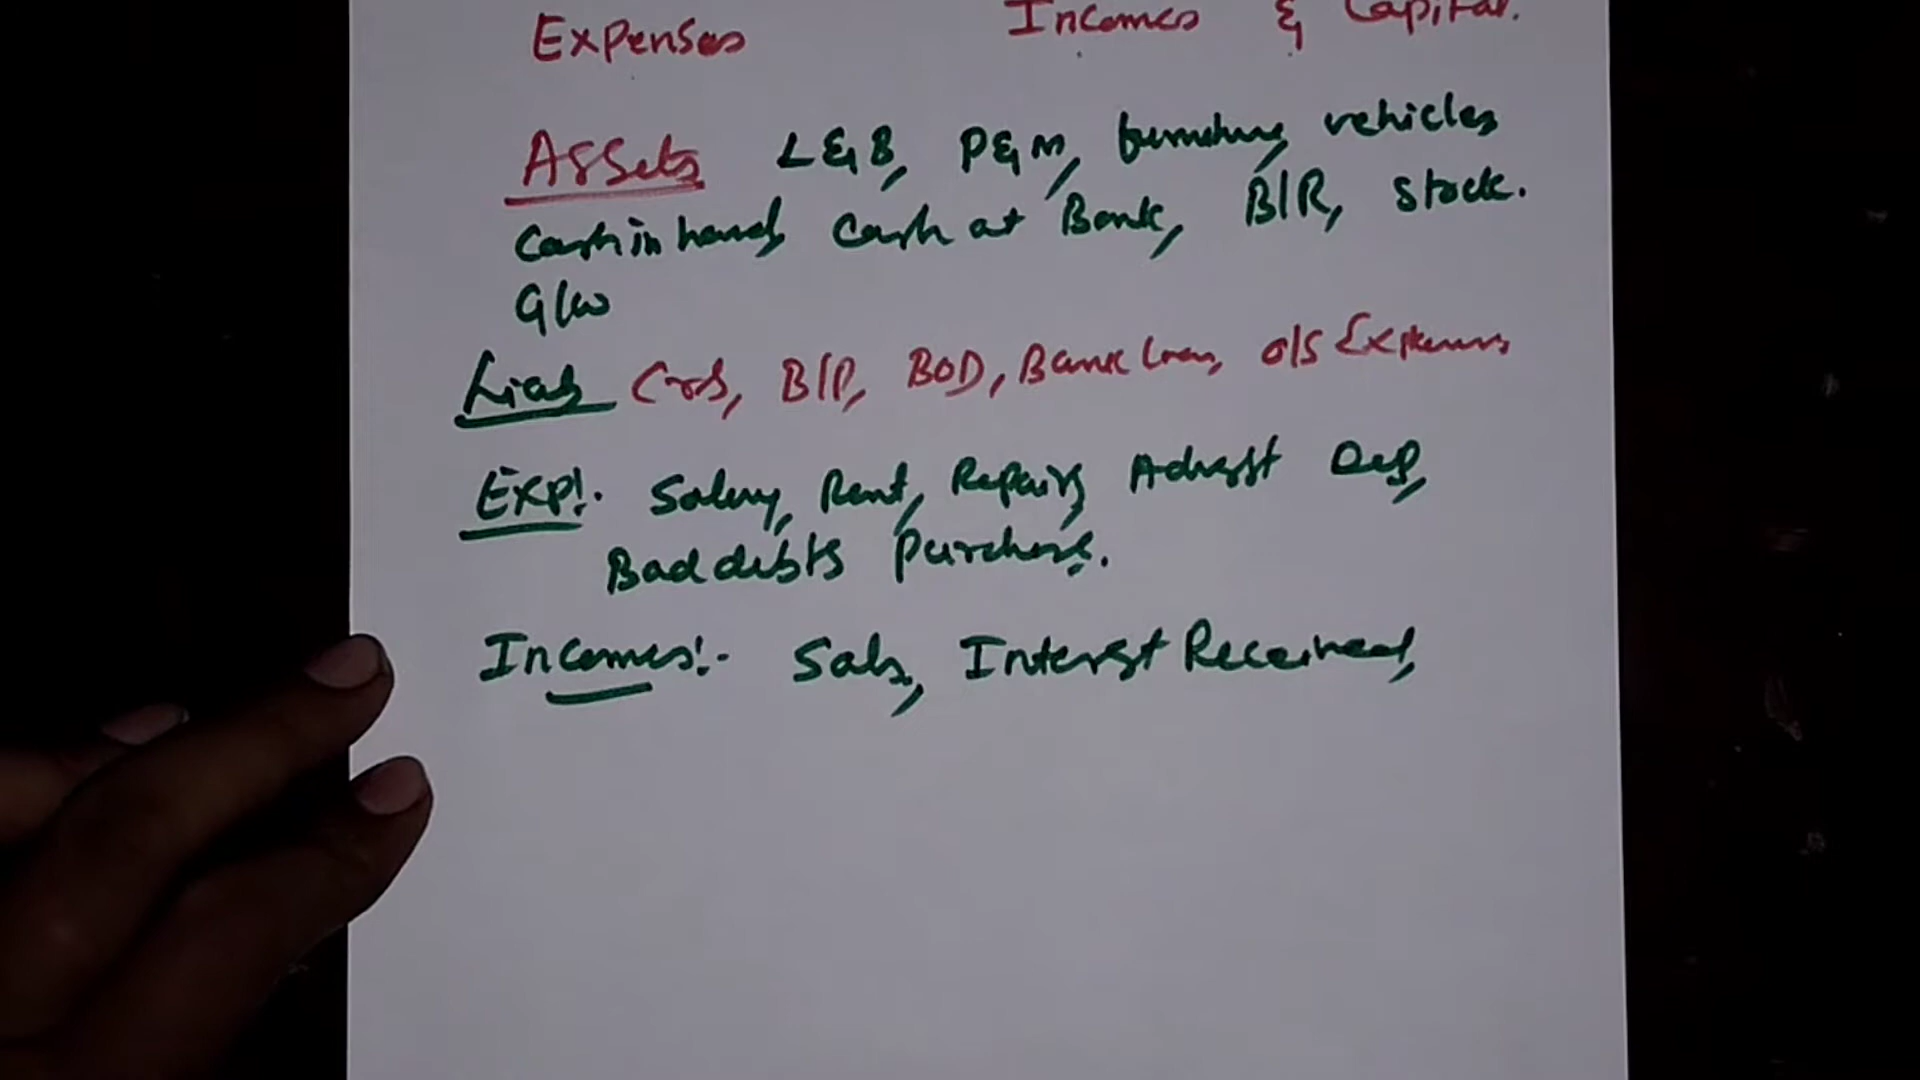 Expenses Incomes & Capital.
Assets L&B, P&M, furniture, vehicles
Cash in hand, Cash at Bank, B/R, Stock.
G/w
Liab Crs, B/P, BOD, Bank Loan, o/s Expenses,
Exp:- Salary, Rent, Repairs, Advert Dep,
Bad debts Purchase.
Incomes:- Sales, Interest Received,